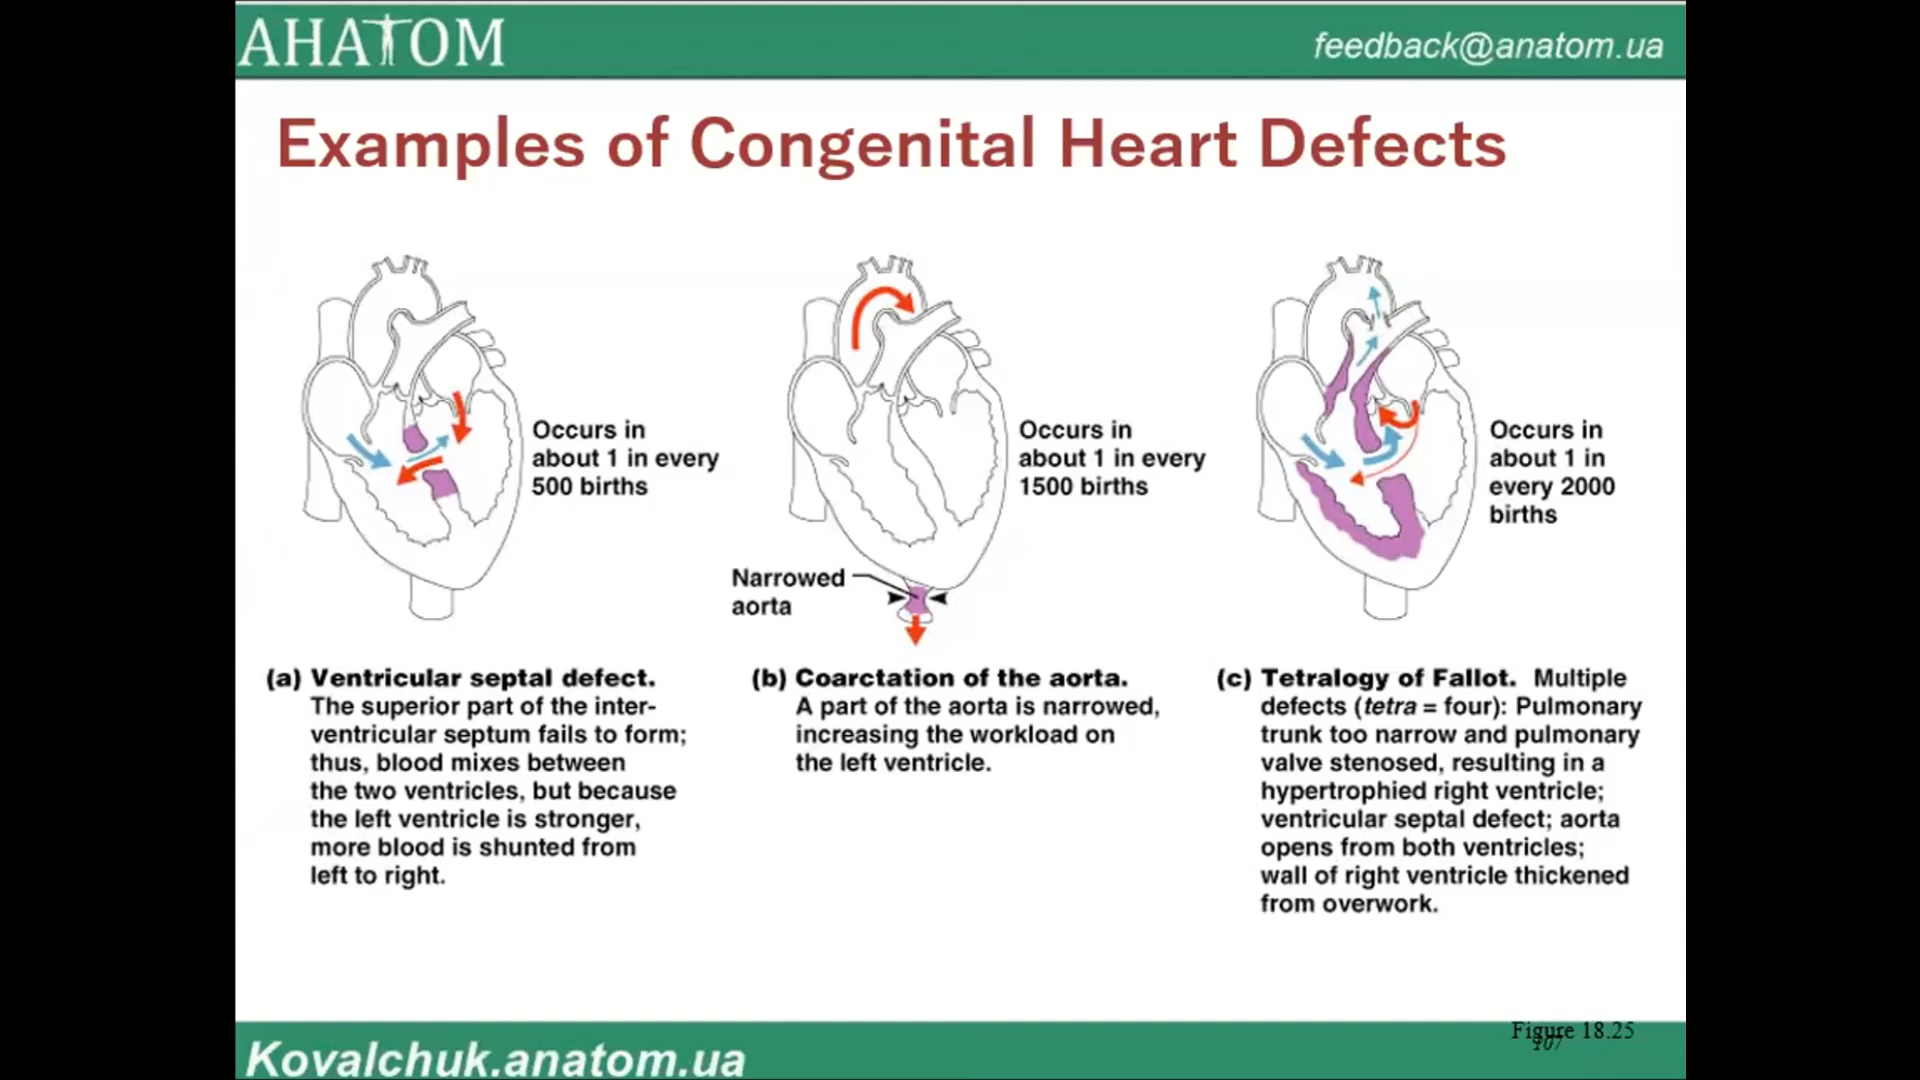 АНАТОМ
feedback@anatom.ua
Examples of Congenital Heart Defects
Occurs in
about 1 in every
500 births
Occurs in
about 1 in every
1500 births
Occurs in
about 1 in
every 2000
births
Narrowed
aorta
(a) Ventricular septal defect.
The superior part of the inter-
ventricular septum fails to form;
thus, blood mixes between
the two ventricles, but because
the left ventricle is stronger,
more blood is shunted from
left to right.
(b) Coarctation of the aorta.
A part of the aorta is narrowed,
increasing the workload on
the left ventricle.
(c) Tetralogy of Fallot. Multiple
defects (tetra = four): Pulmonary
trunk too narrow and pulmonary
valve stenosed, resulting in a
hypertrophied right ventricle;
ventricular septal defect; aorta
opens from both ventricles;
wall of right ventricle thickened
from overwork.
Figure 18.25
107
Kovalchuk.anatom.ua